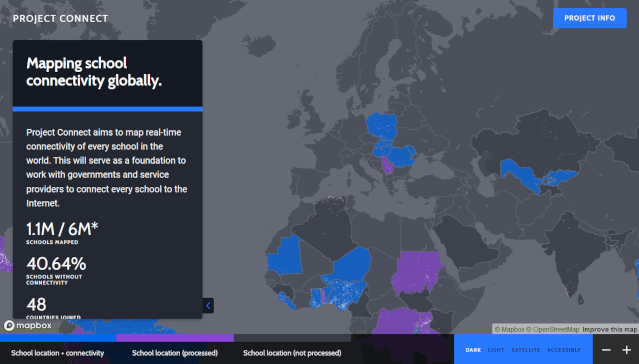 PROJECT CONNECT
PROJECT INFO
Mapping school
connectivity globally.
Project Connect aims to map real-time
connectivity of every school in the
world. This will serve as a foundation to
work with governments and service
providers to connect every school to the
Internet.
1.1M / 6M*
SCHOOLS MAPPED
40.64%
SCHOOLS WITHOUT
CONNECTIVITY
48
COUNTRIES JOINED
mapbox
© Mapbox © OpenStreetMap Improve this map
School location + connectivity
School location (processed)
School location (not processed)
DARK LIGHT SATELLITE ACCESSIBLE
− +